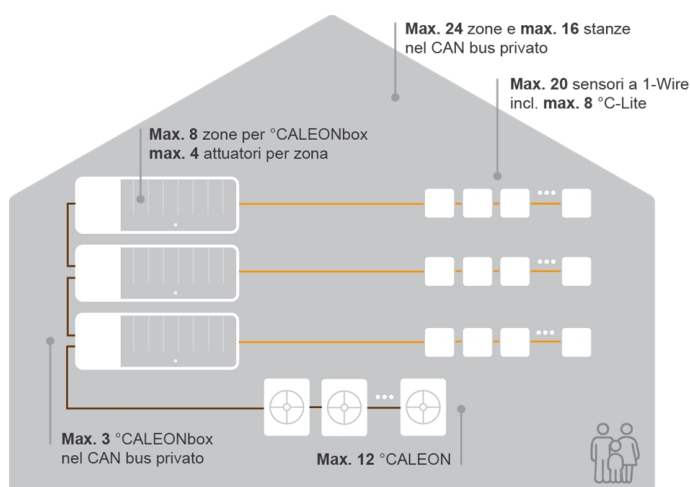 Max. 24 zone e max. 16 stanze
nel CAN bus privato
Max. 20 sensori a 1-Wire
incl. max. 8 °C-Lite
Max. 8 zone per °CALEONbox
max. 4 attuatori per zona
Max. 3 °CALEONbox
nel CAN bus privato
Max. 12 °CALEON